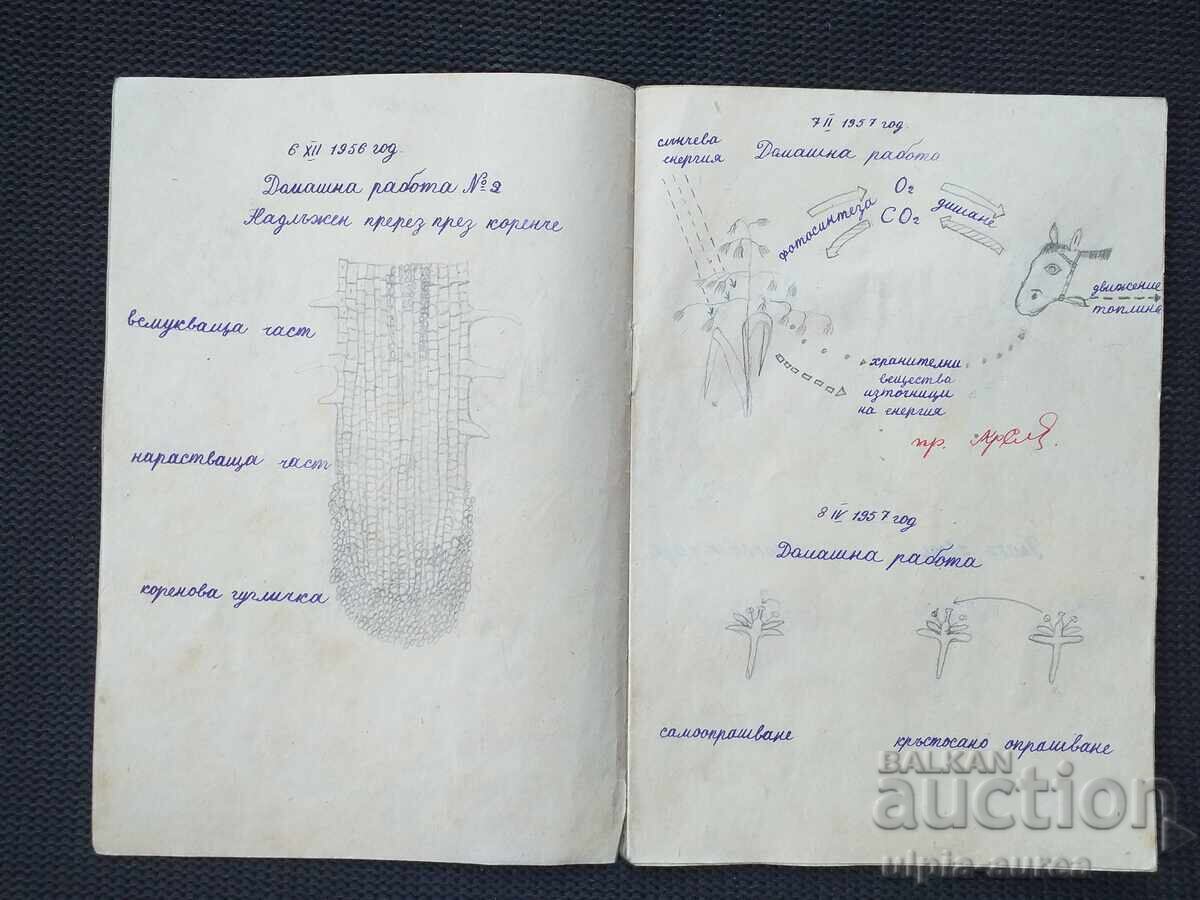 6 XII 1956 год.
Домашна работа № 2
Надлъжен пререз през коренче
всмукваща част
нарастваща част
коренова гугличка
7 II 1957 год.
слънчева
енергия
Домашна работа
O2
CO2
фотосинтеза
дишане
движение
топлина
хранителни
вещества
източници
на енергия
пр.
8 IV 1957 год
Домашна работа
самоопрашване
кръстосано опрашване
BALKAN
auction
ulpia-aurea